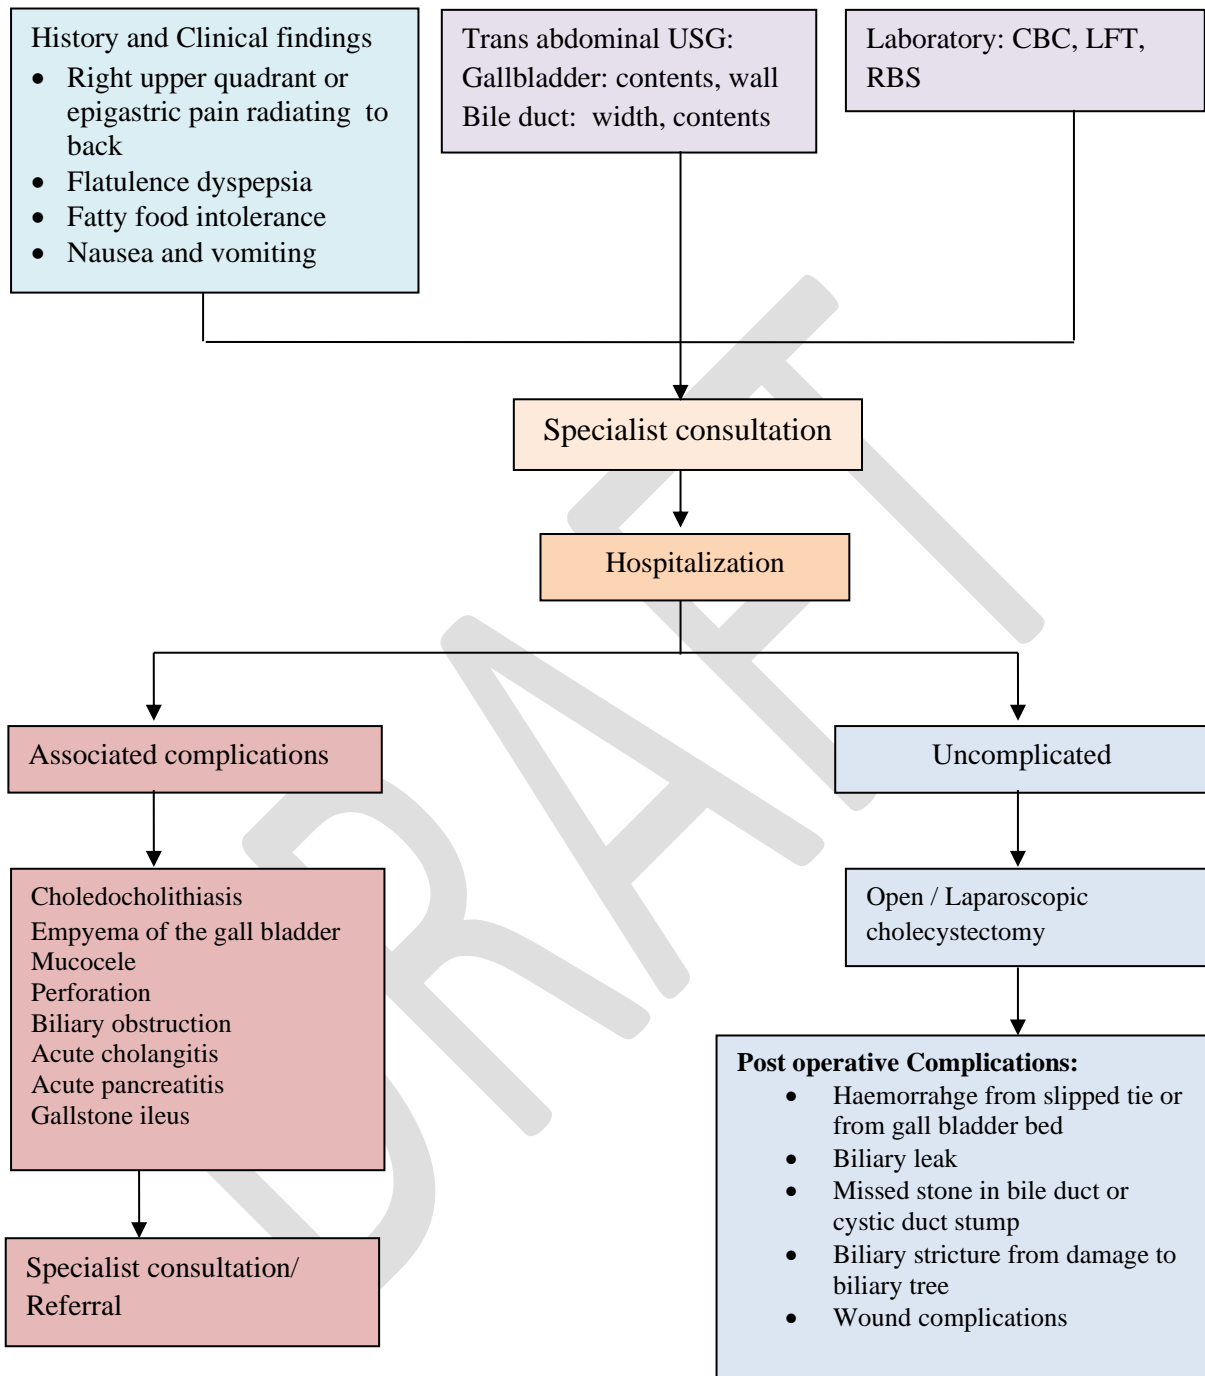 History and Clinical findings
• Right upper quadrant or
epigastric pain radiating to
back
• Flatulence dyspepsia
• Fatty food intolerance
• Nausea and vomiting
Trans abdominal USG:
Gallbladder: contents, wall
Bile duct: width, contents
Laboratory: CBC, LFT,
RBS
Specialist consultation
Hospitalization
Associated complications
Uncomplicated
Choledocholithiasis
Empyema of the gall bladder
Mucocele
Perforation
Biliary obstruction
Acute cholangitis
Acute pancreatitis
Gallstone ileus
Open / Laparoscopic
cholecystectomy
Specialist consultation/
Referral
Post operative Complications:
• Haemorrahge from slipped tie or
from gall bladder bed
• Biliary leak
• Missed stone in bile duct or
cystic duct stump
• Biliary stricture from damage to
biliary tree
• Wound complications
DRAFT